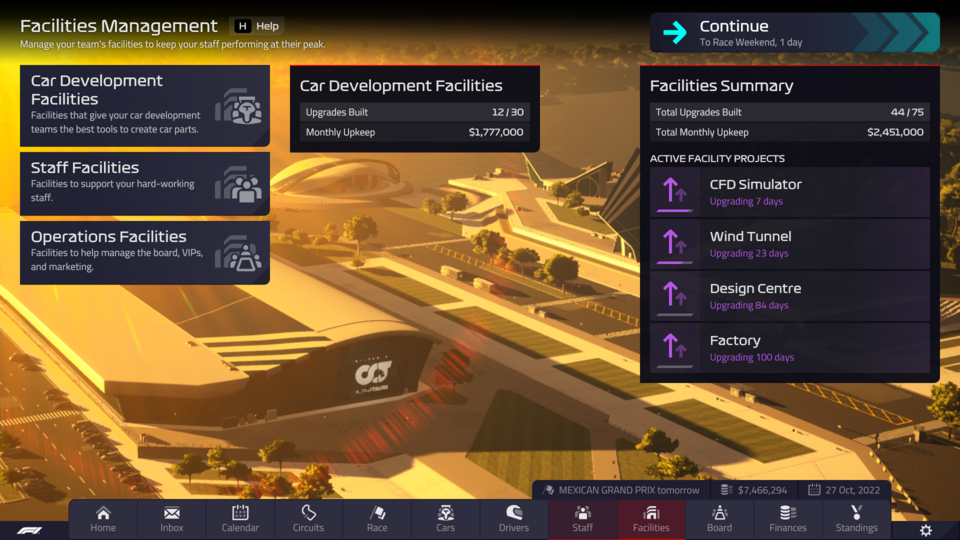 Facilities Management
H Help
Manage your team's facilities to keep your staff performing at their peak.
Continue
To Race Weekend, 1 day
Car Development
Facilities
Facilities that give your car development
teams the best tools to create car parts.
Staff Facilities
Facilities to support your hard-working
staff.
Operations Facilities
Facilities to help manage the board, VIPs,
and marketing.
Car Development Facilities
Upgrades Built 12 / 30
Monthly Upkeep $1,777,000
Facilities Summary
Total Upgrades Built 44 / 75
Total Monthly Upkeep $2,451,000
ACTIVE FACILITY PROJECTS
CFD Simulator
Upgrading 7 days
Wind Tunnel
Upgrading 23 days
Design Centre
Upgrading 84 days
Factory
Upgrading 100 days
MEXICAN GRAND PRIX tomorrow $7,466,294 27 Oct, 2022
Home Inbox Calendar Circuits Race Cars Drivers Staff Facilities Board Finances Standings
F1